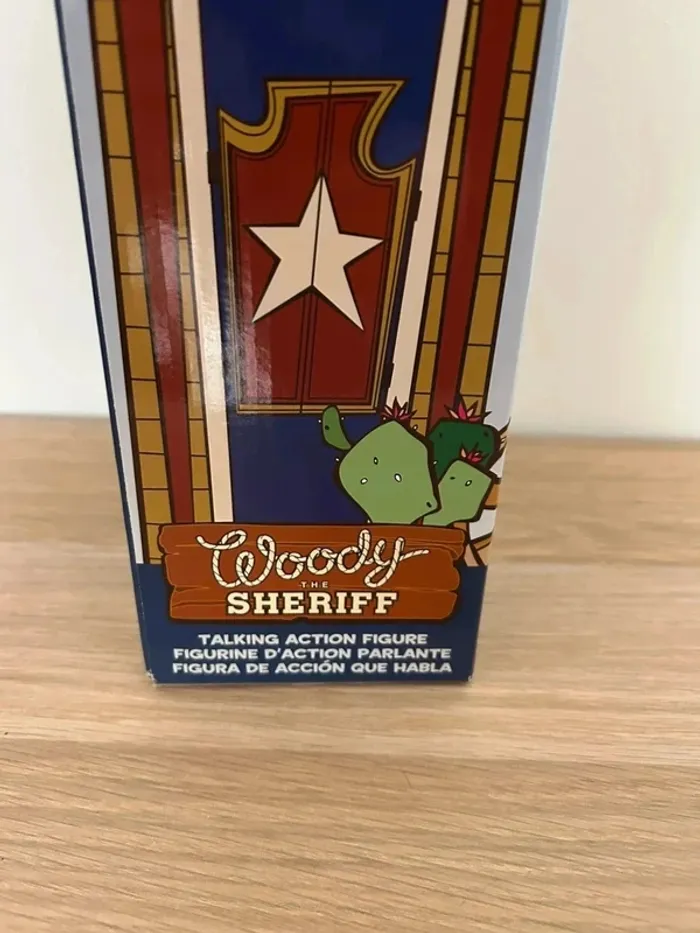 Woody
THE
SHERIFF
TALKING ACTION FIGURE
FIGURINE D'ACTION PARLANTE
FIGURA DE ACCIÓN QUE HABLA